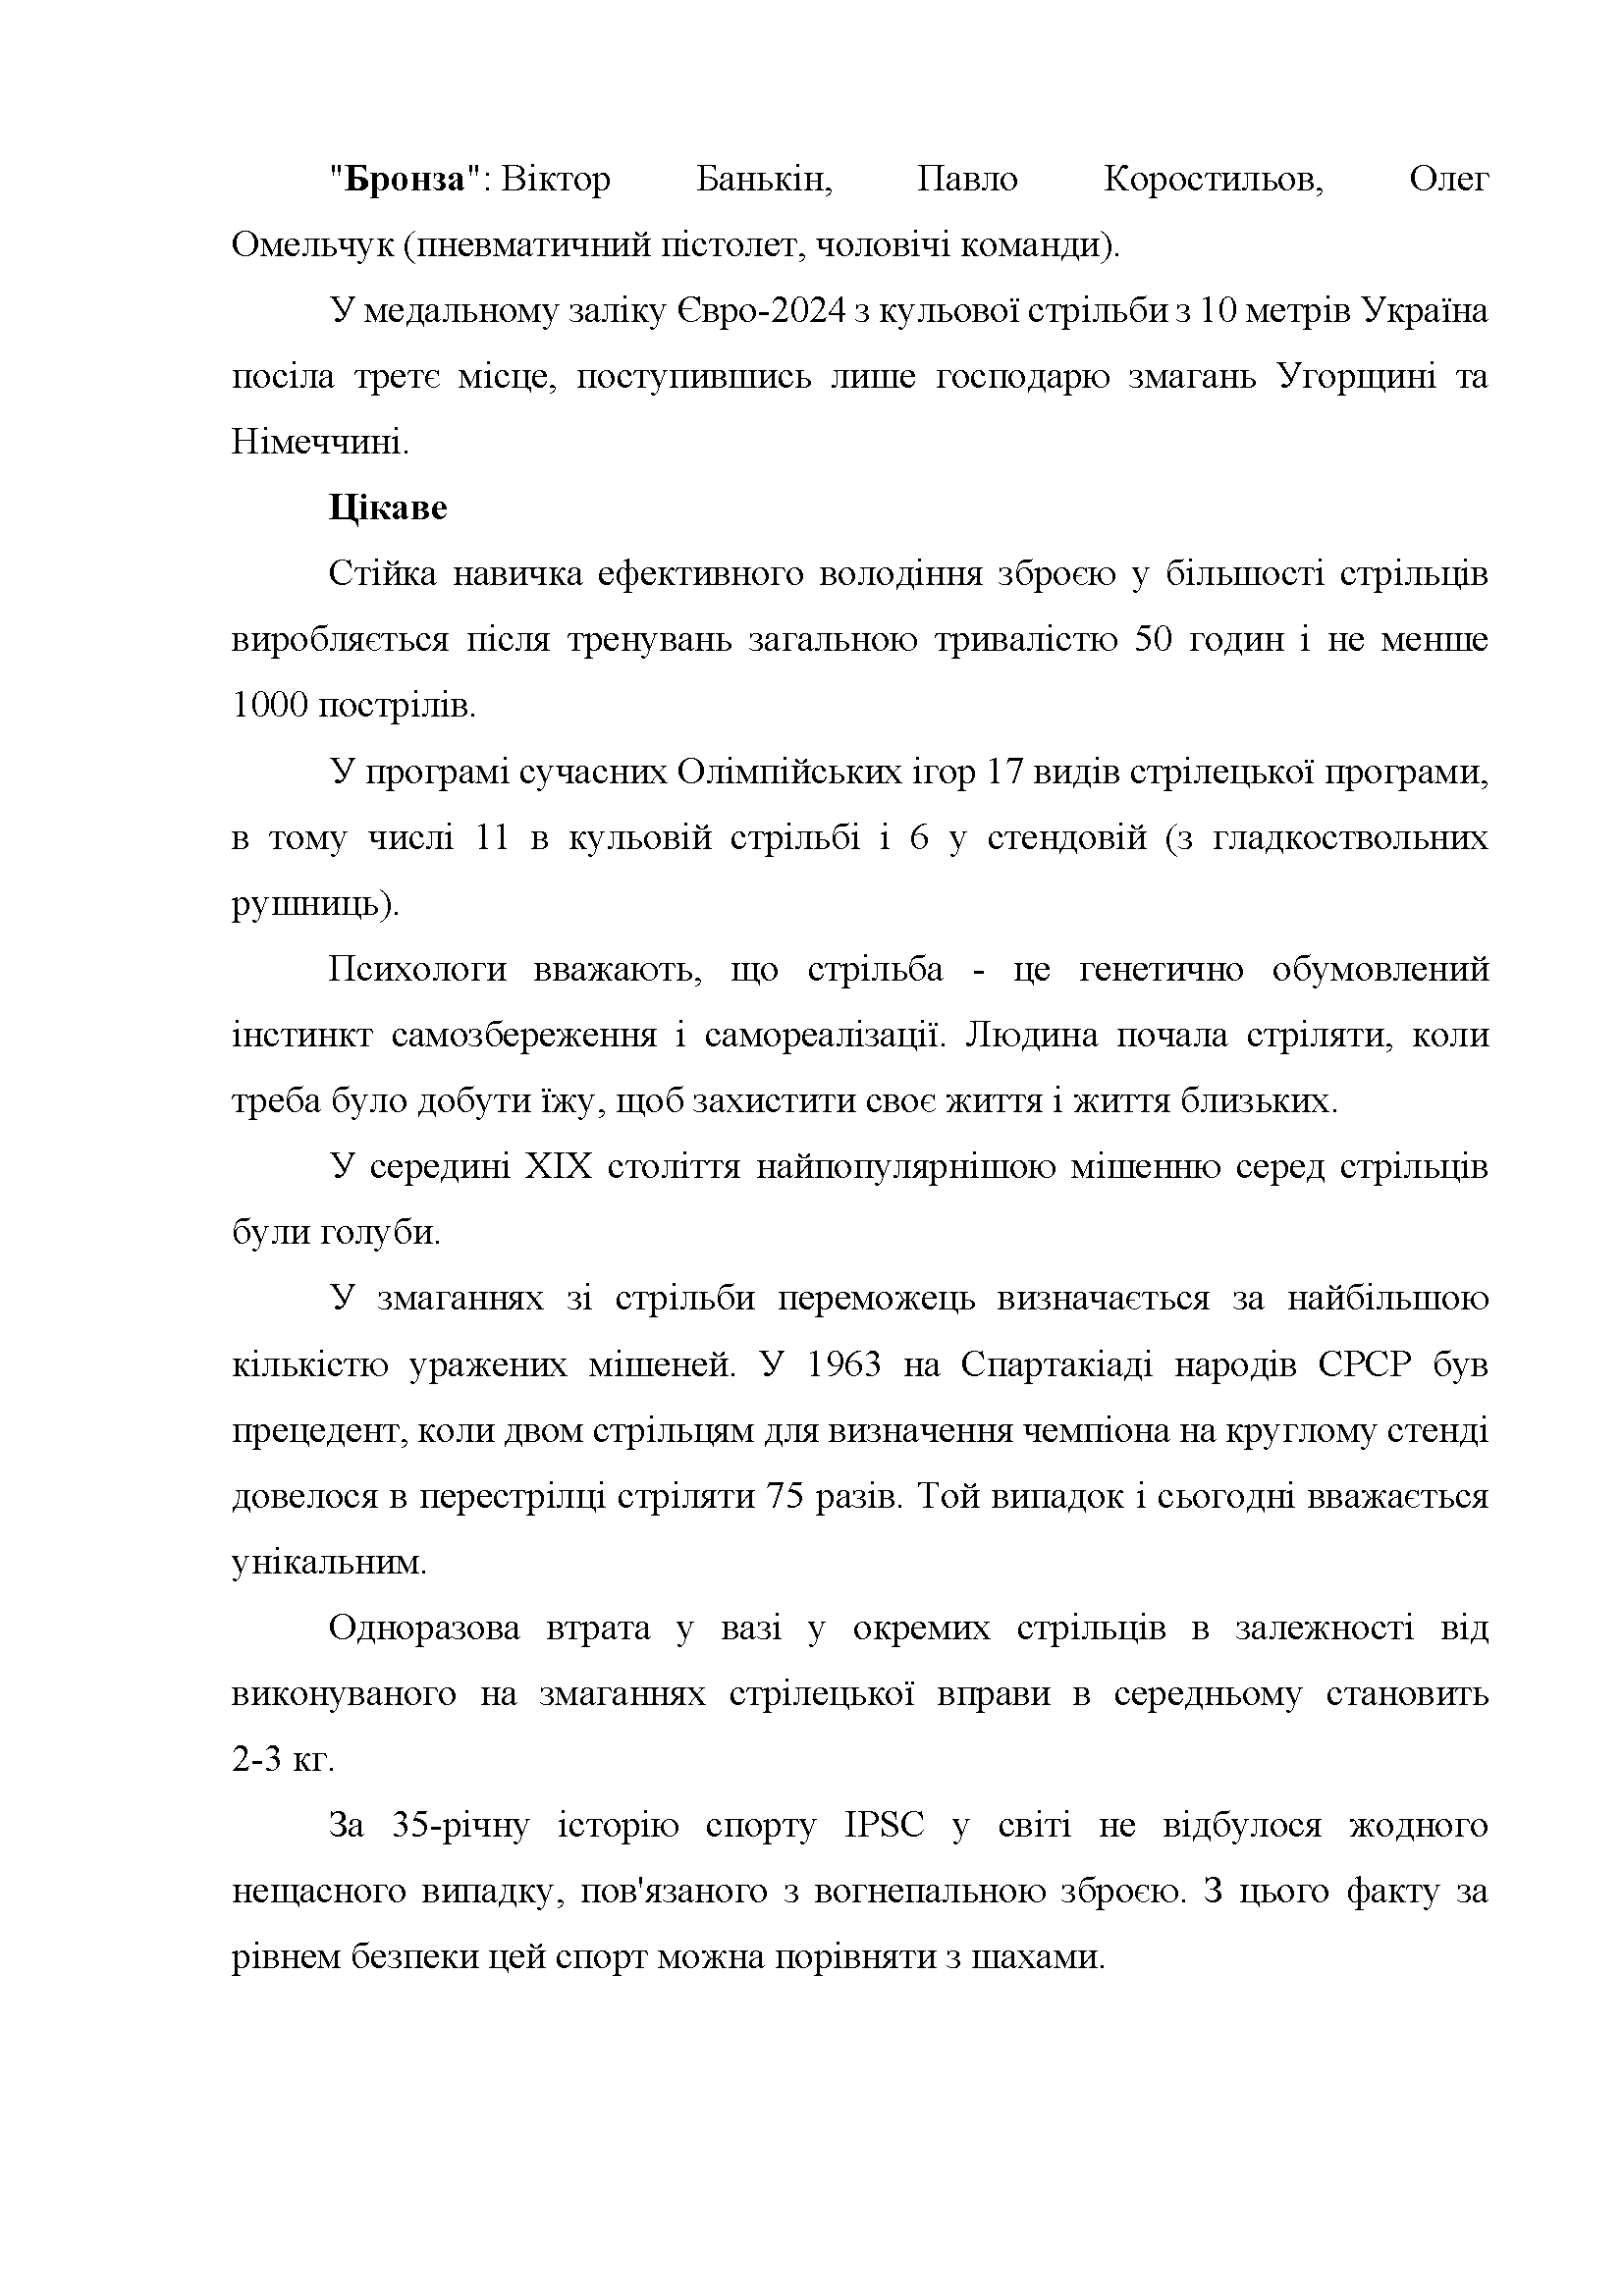 "Бронза": Віктор Банькін, Павло Коростильов, Олег
Омельчук (пневматичний пістолет, чоловічі команди).
У медальному заліку Євро-2024 з кульової стрільби з 10 метрів Україна
посіла третє місце, поступившись лише господарю змагань Угорщині та
Німеччині.
Цікаве
Стійка навичка ефективного володіння зброєю у більшості стрільців
виробляється після тренувань загальною тривалістю 50 годин і не менше
1000 пострілів.
У програмі сучасних Олімпійських ігор 17 видів стрілецької програми,
в тому числі 11 в кульовій стрільбі і 6 у стендовій (з гладкоствольних
рушниць).
Психологи вважають, що стрільба - це генетично обумовлений
інстинкт самозбереження і самореалізації. Людина почала стріляти, коли
треба було добути їжу, щоб захистити своє життя і життя близьких.
У середині XIX століття найпопулярнішою мішенню серед стрільців
були голуби.
У змаганнях зі стрільби переможець визначається за найбільшою
кількістю уражених мішеней. У 1963 на Спартакіаді народів СРСР був
прецедент, коли двом стрільцям для визначення чемпіона на круглому стенді
довелося в перестрілці стріляти 75 разів. Той випадок і сьогодні вважається
унікальним.
Одноразова втрата у вазі у окремих стрільців в залежності від
виконуваного на змаганнях стрілецької вправи в середньому становить
2-3 кг.
За 35-річну історію спорту IPSC у світі не відбулося жодного
нещасного випадку, пов'язаного з вогнепальною зброєю. З цього факту за
рівнем безпеки цей спорт можна порівняти з шахами.